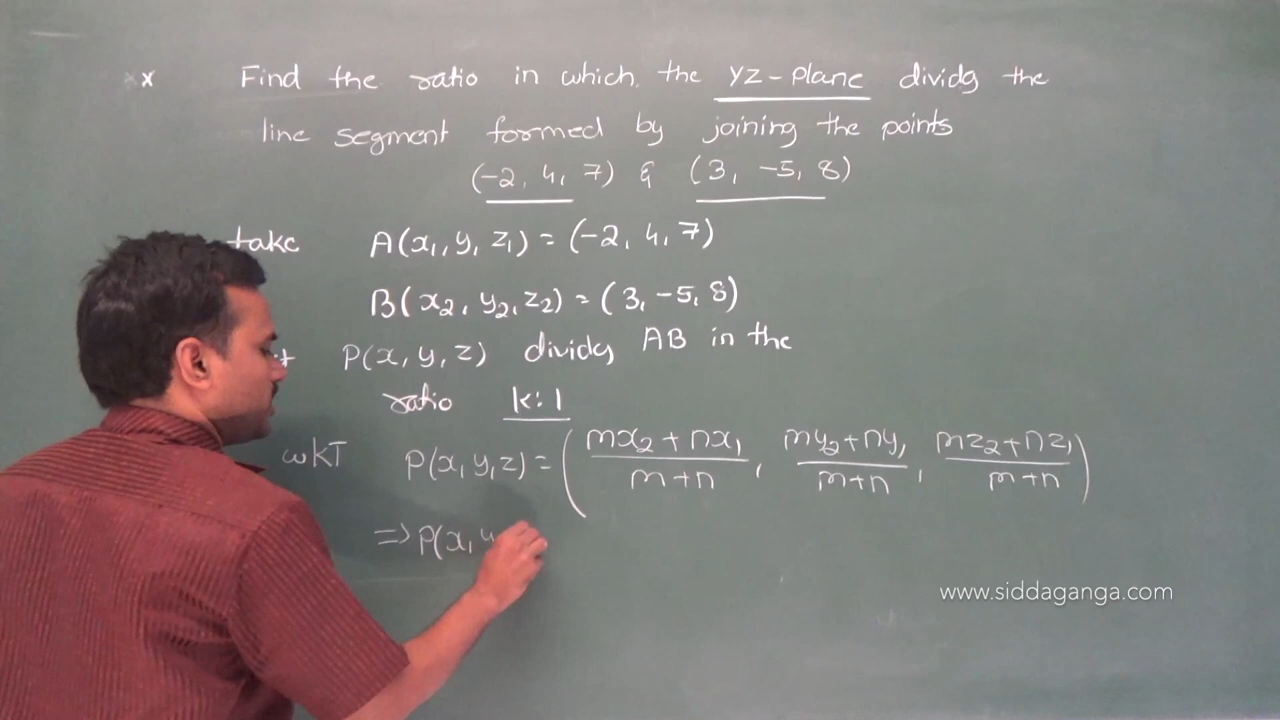 x Find the ratio in which the YZ-plane divides the
line segment formed by joining the points
(-2, 4, 7) & (3, -5, 8)
take A(x₁, y₁ z₁) = (-2, 4, 7)
B(x₂, y₂, z₂) = (3, -5, 8)
P(x, y, z) divides AB in the
ratio k:1
WKT P(x, y, z) = (mx₂ + nx₁ / m+n, my₂ + ny₁ / m+n, mz₂ + nz₁ / m+n)
=> P(x, y
www.siddaganga.com